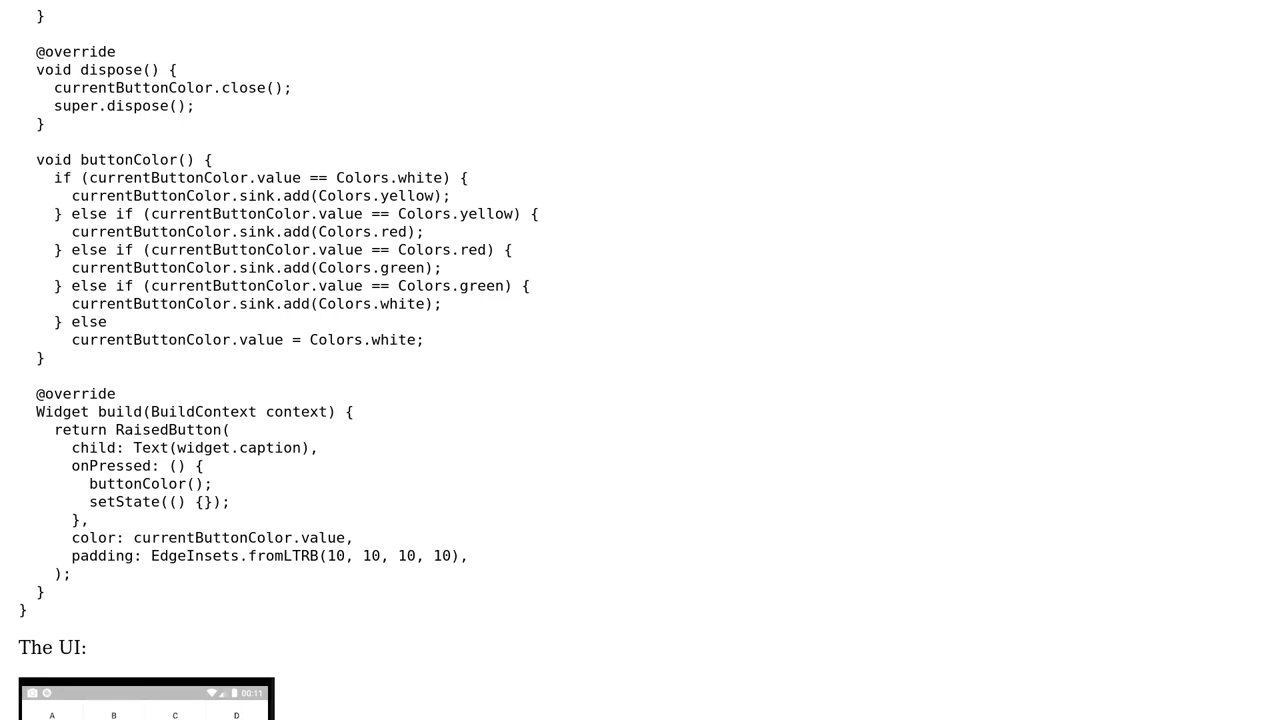 }
@override
void dispose() {
currentButtonColor.close();
super.dispose();
}
void buttonColor() {
if (currentButtonColor.value == Colors.white) {
currentButtonColor.sink.add(Colors.yellow);
} else if (currentButtonColor.value == Colors.yellow) {
currentButtonColor.sink.add(Colors.red);
} else if (currentButtonColor.value == Colors.red) {
currentButtonColor.sink.add(Colors.green);
} else if (currentButtonColor.value == Colors.green) {
currentButtonColor.sink.add(Colors.white);
} else
currentButtonColor.value = Colors.white;
}
@override
Widget build(BuildContext context) {
return RaisedButton(
child: Text(widget.caption),
onPressed: () {
buttonColor();
setState(() {});
},
color: currentButtonColor.value,
padding: EdgeInsets.fromLTRB(10, 10, 10, 10),
);
}
}
The UI:
00:11
A B C D